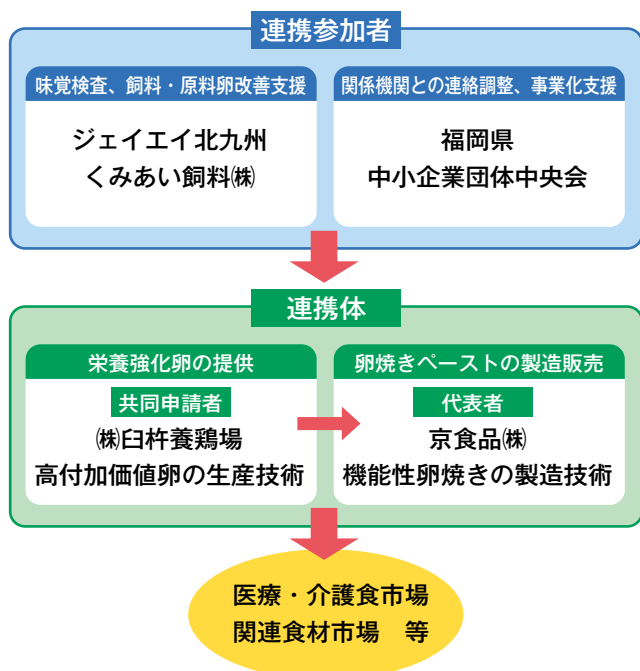 連携参加者
味覚検査、飼料・原料卵改善支援
ジェイエイ北九州
くみあい飼料㈱
関係機関との連絡調整、事業化支援
福岡県
中小企業団体中央会
連携体
栄養強化卵の提供
共同申請者
㈱臼杵養鶏場
高付加価値卵の生産技術
卵焼きペーストの製造販売
代表者
京食品㈱
機能性卵焼きの製造技術
医療・介護食市場
関連食材市場　等